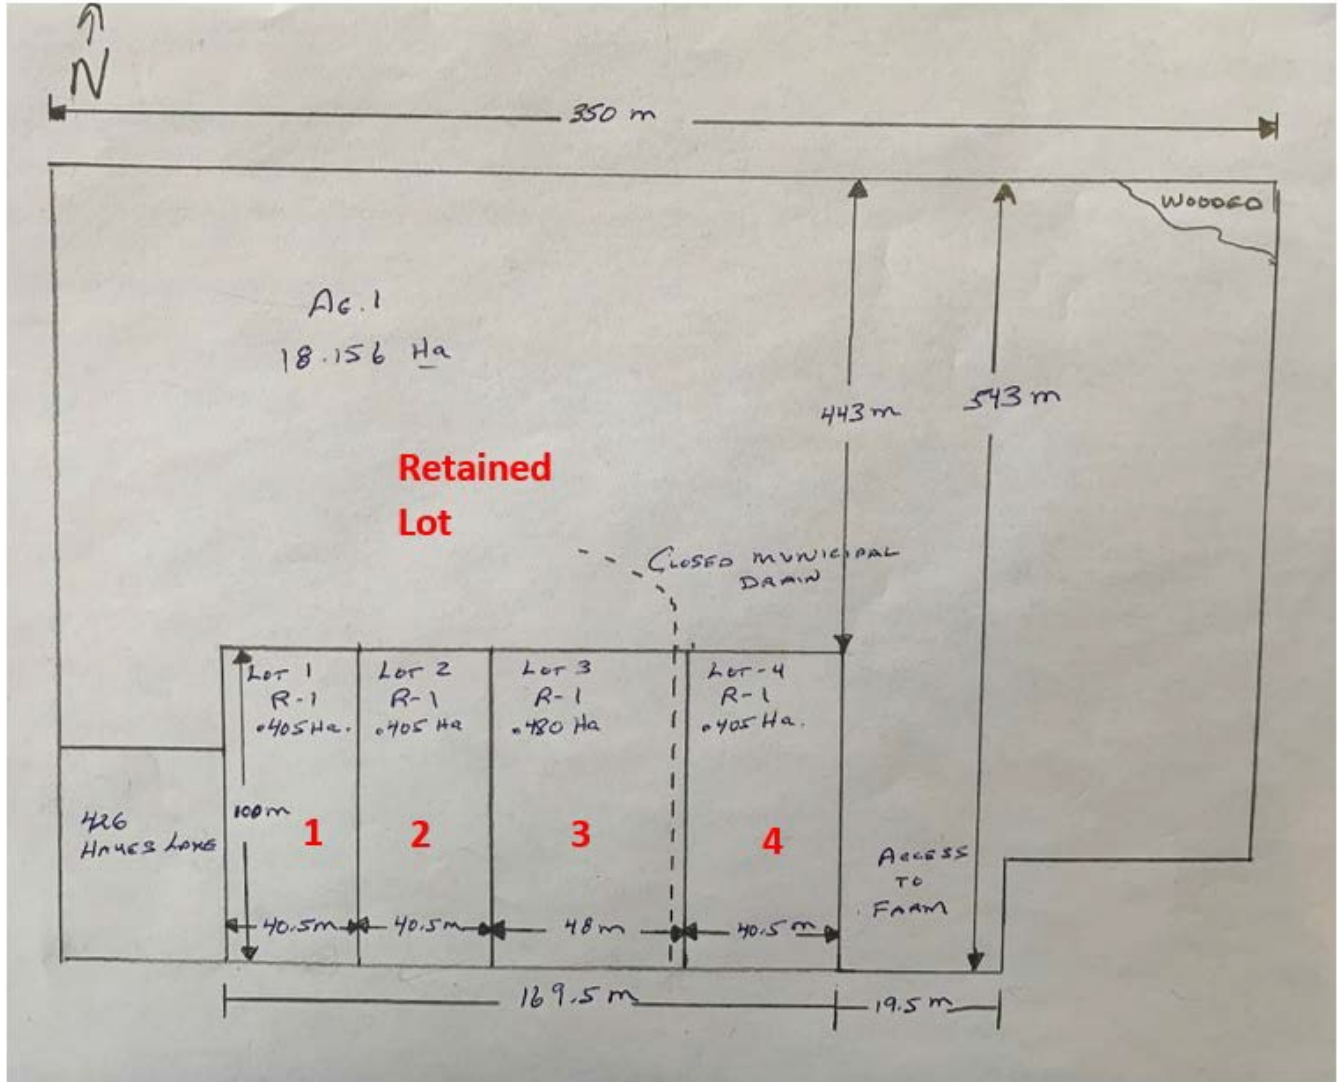 N
350 m
WOODED
AG.1
18.156 Ha
443 m
543 m
Retained
Lot
CLOSED MUNICIPAL
DRAIN
LOT 1
R-1
.405 Ha.
LOT 2
R-1
.405 Ha
LOT 3
R-1
.480 Ha
LOT-4
R-1
.405 Ha.
426
HAYES LANE
100m
1
2
3
4
ACCESS
TO
FARM
40.5m
40.5m
48m
40.5m
169.5 m
19.5 m